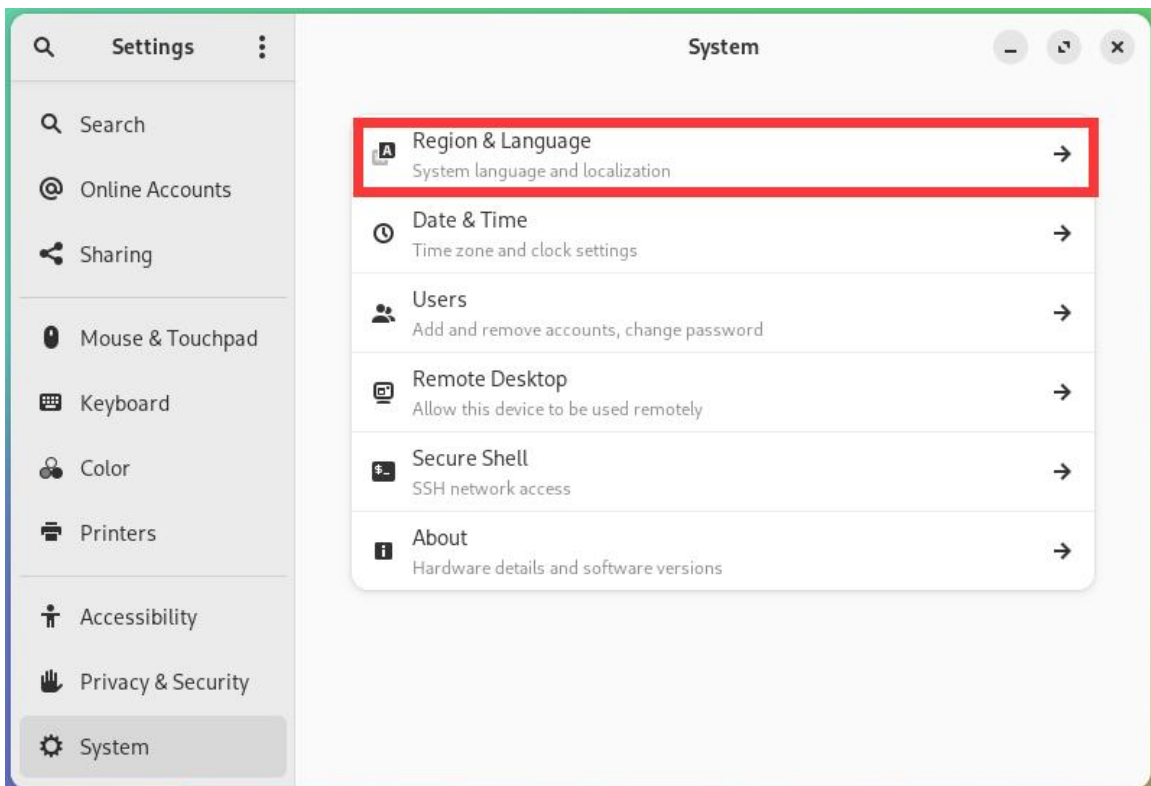 Settings
System
Search
Online Accounts
Sharing
Mouse & Touchpad
Keyboard
Color
Printers
Accessibility
Privacy & Security
System
Region & Language
System language and localization
Date & Time
Time zone and clock settings
Users
Add and remove accounts, change password
Remote Desktop
Allow this device to be used remotely
Secure Shell
SSH network access
About
Hardware details and software versions